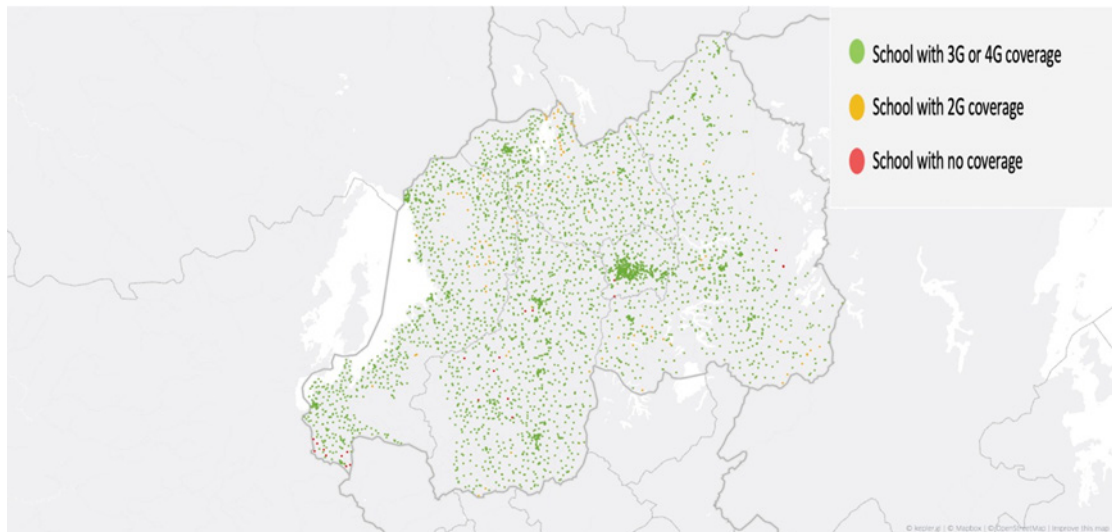 School with 3G or 4G coverage
School with 2G coverage
School with no coverage
© kepler.gl | © Mapbox | © OpenStreetMap | Improve this map